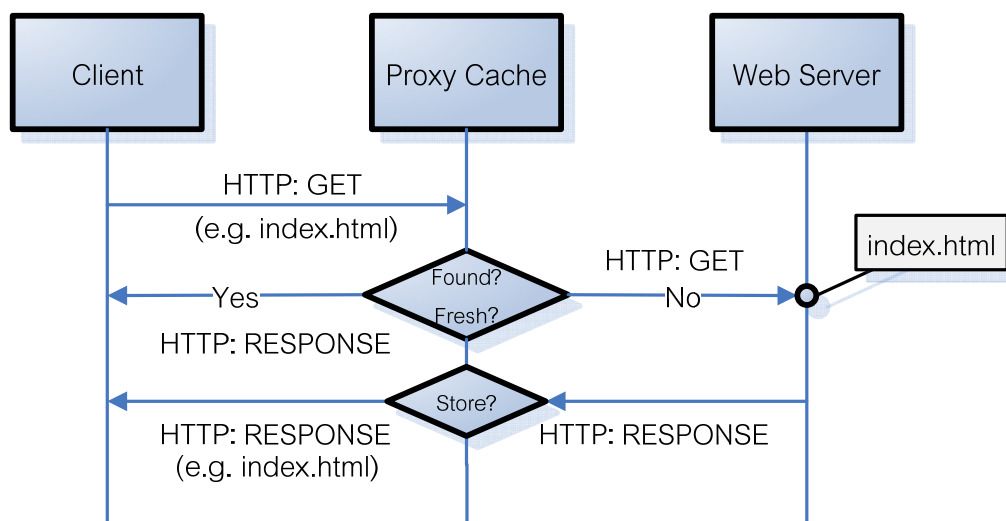 Client
Proxy Cache
Web Server
HTTP: GET
(e.g. index.html)
index.html
Found?
Fresh?
HTTP: GET
Yes
No
HTTP: RESPONSE
Store?
HTTP: RESPONSE
(e.g. index.html)
HTTP: RESPONSE